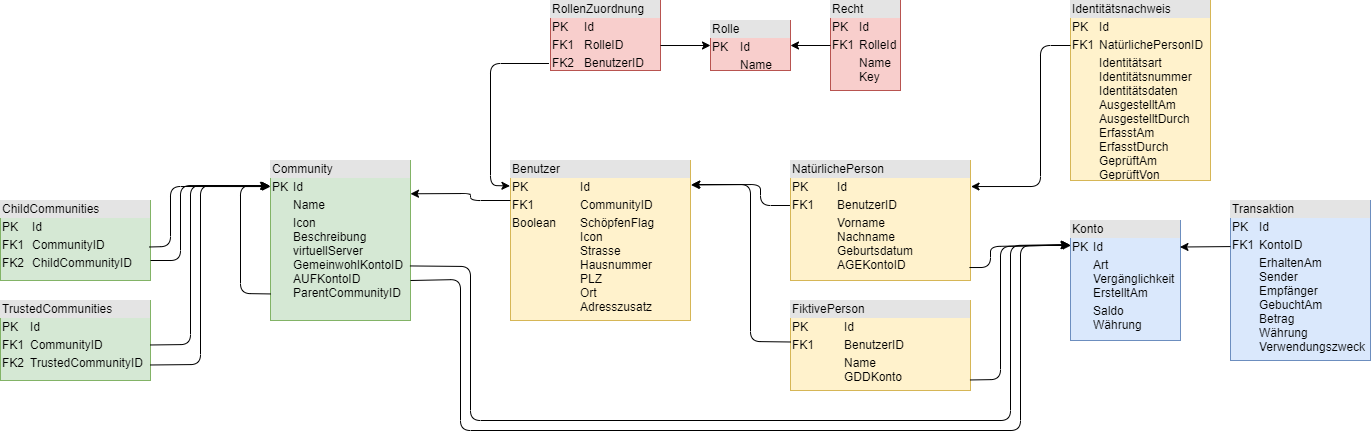 RollenZuordnung
PK Id
FK1 RolleID
FK2 BenutzerID
Rolle
PK Id
Name
Recht
PK Id
FK1 RolleId
Name
Key
Identitätsnachweis
PK Id
FK1 NatürlichePersonID
Identitätsart
Identitätsnummer
Identitätsdaten
AusgestelltAm
AusgestelltDurch
ErfasstAm
ErfasstDurch
GeprüftAm
GeprüftVon
Community
PK Id
Name
Icon
Beschreibung
virtuellServer
GemeinwohlKontoID
AUFKontoID
ParentCommunityID
Benutzer
PK Id
FK1 CommunityID
Boolean SchöpfenFlag
Icon
Strasse
Hausnummer
PLZ
Ort
Adresszusatz
NatürlichePerson
PK Id
FK1 BenutzerID
Vorname
Nachname
Geburtsdatum
AGEKontoID
ChildCommunities
PK Id
FK1 CommunityID
FK2 ChildCommunityID
TrustedCommunities
PK Id
FK1 CommunityID
FK2 TrustedCommunityID
FiktivePerson
PK Id
FK1 BenutzerID
Name
GDDKonto
Konto
PK Id
Art
Vergänglichkeit
ErstelltAm
Saldo
Währung
Transaktion
PK Id
FK1 KontoID
ErhaltenAm
Sender
Empfänger
GebuchtAm
Betrag
Währung
Verwendungszweck